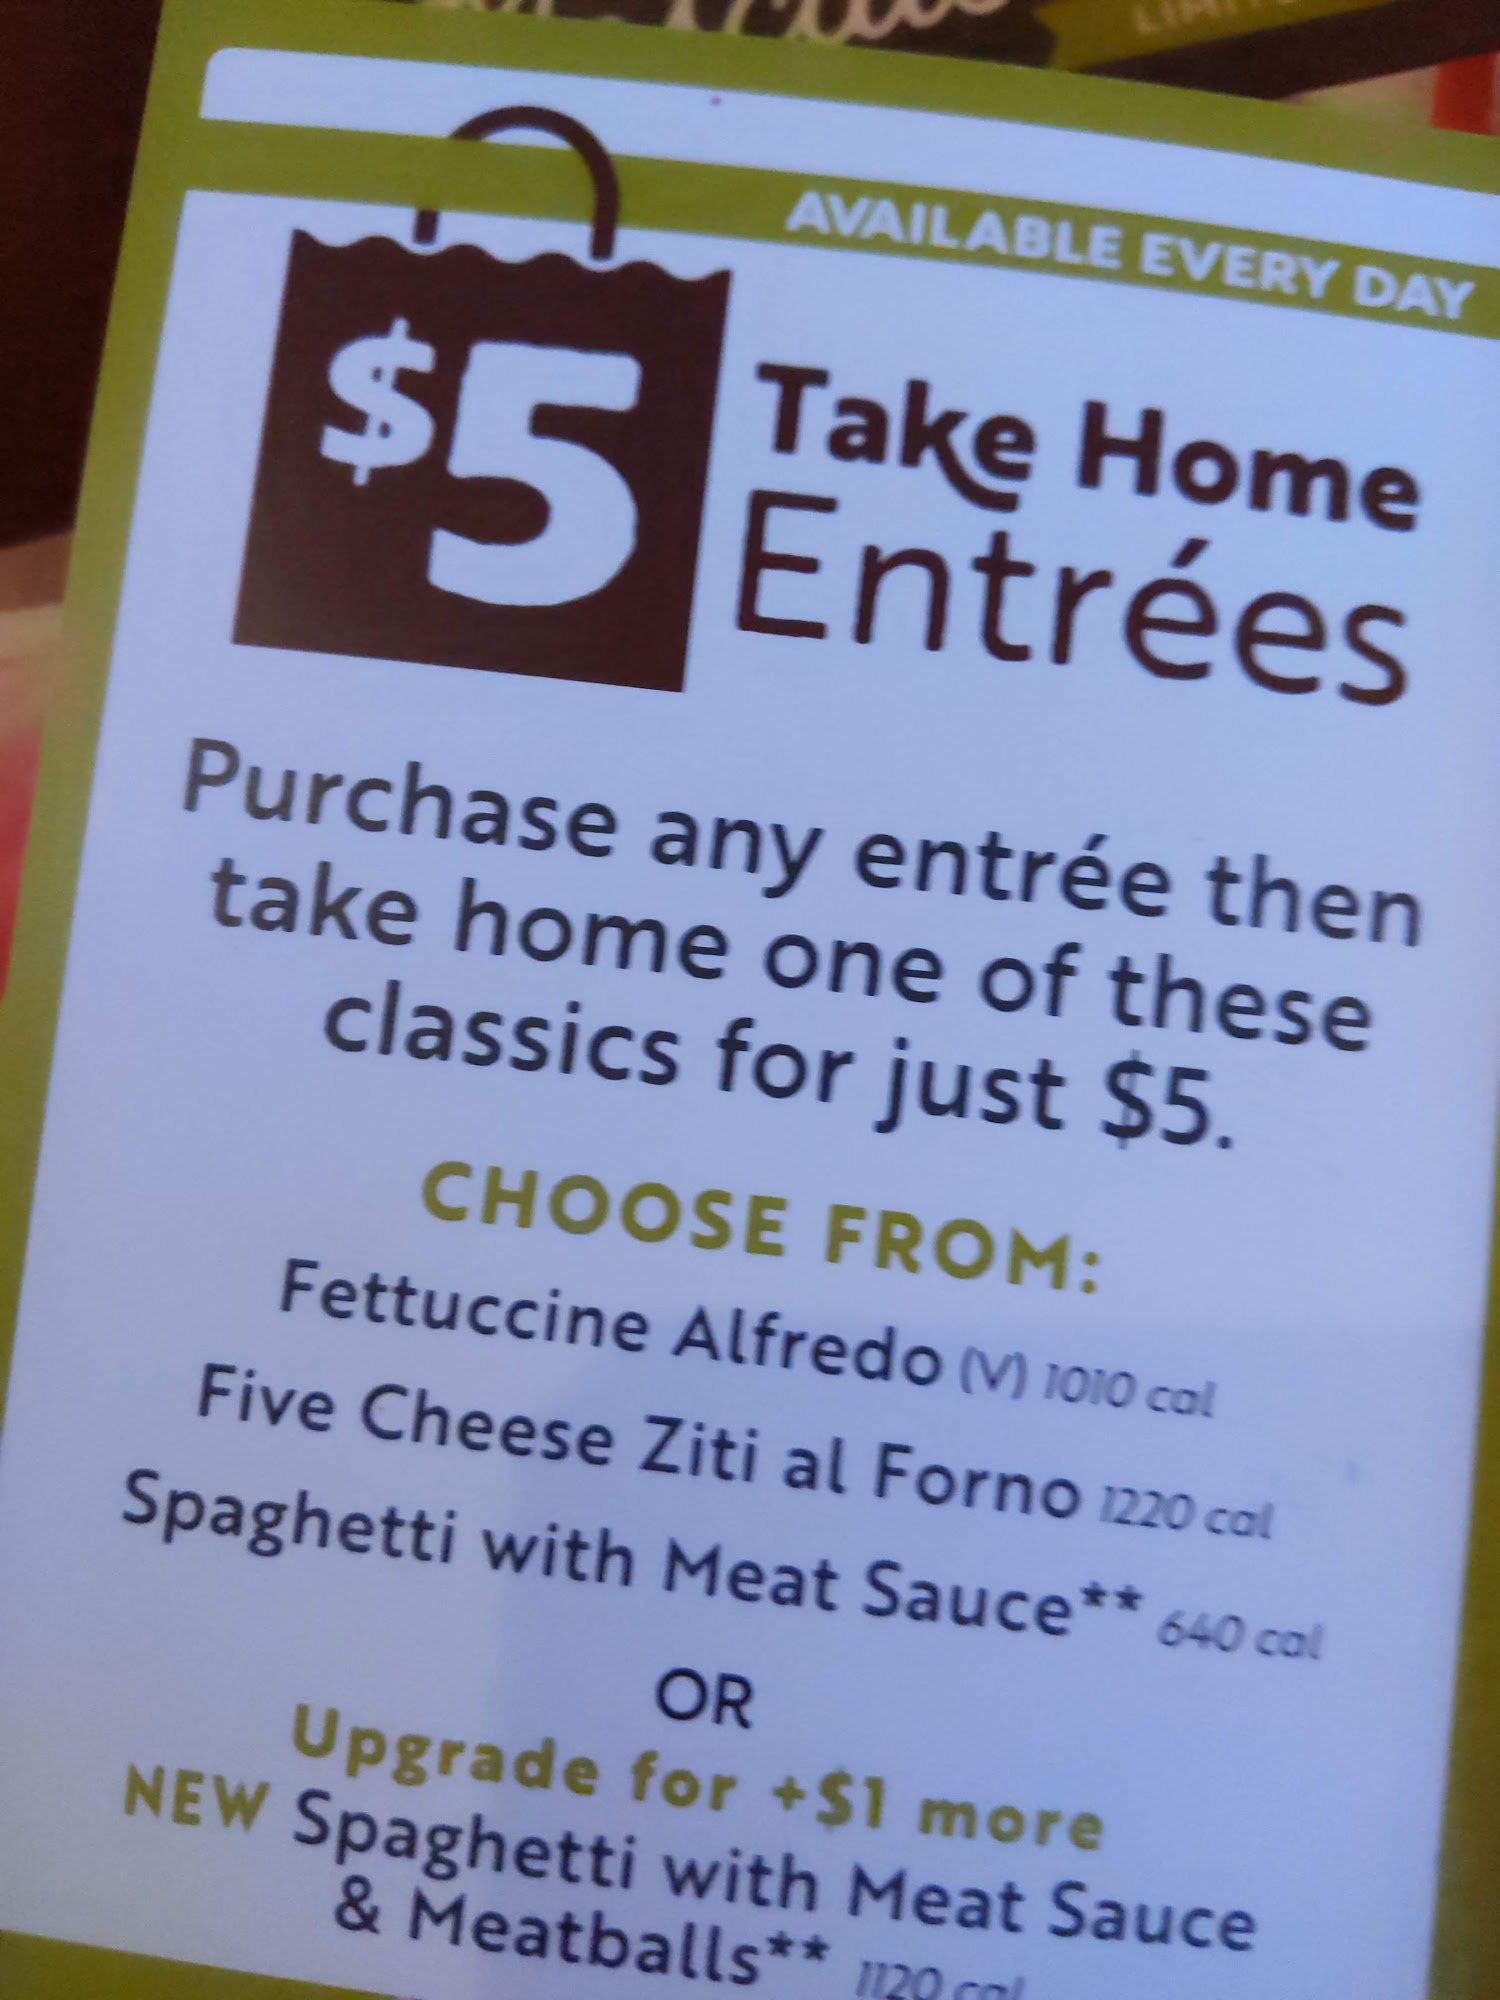 AVAILABLE EVERY DAY
$5
Take Home
Entrées
Purchase any entrée then
take home one of these
classics for just $5.
CHOOSE FROM:
Fettuccine Alfredo (V) 1010 cal
Five Cheese Ziti al Forno 1220 cal
Spaghetti with Meat Sauce** 640 cal
OR
Upgrade for +$1 more
NEW Spaghetti with Meat Sauce
& Meatballs** 1120 cal